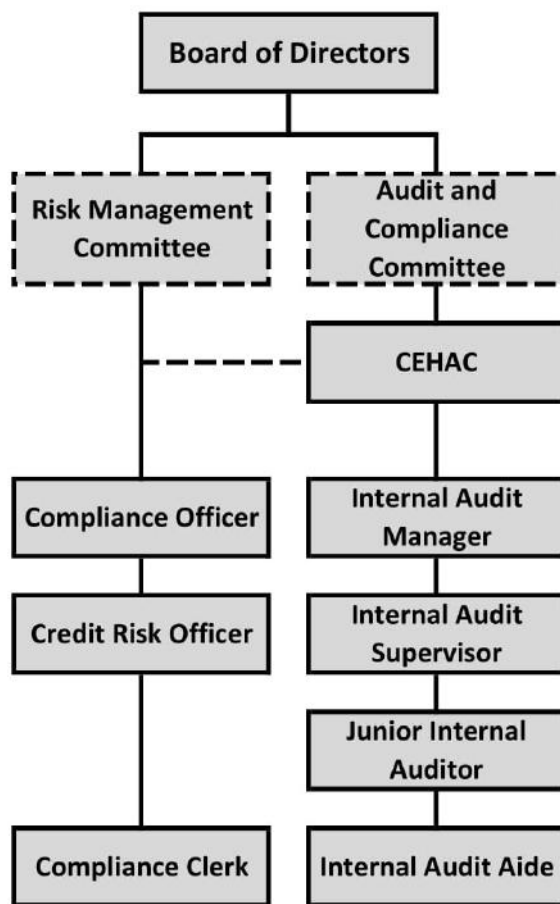 Board of Directors
Risk Management
Committee
Audit and
Compliance
Committee
CEHAC
Compliance Officer
Internal Audit
Manager
Credit Risk Officer
Internal Audit
Supervisor
Junior Internal
Auditor
Compliance Clerk
Internal Audit Aide